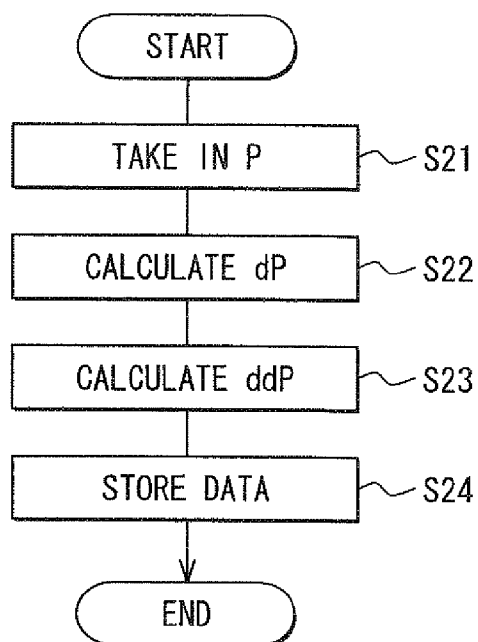 START
TAKE IN P
S21
CALCULATE dP
S22
CALCULATE ddP
S23
STORE DATA
S24
END